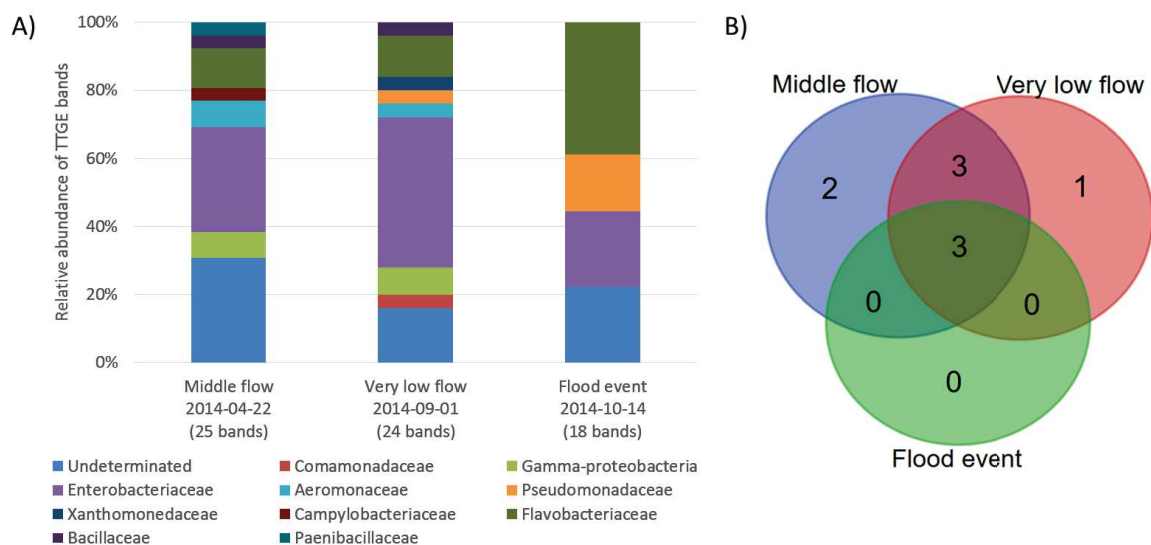 A)
Relative abundance of TTGE bands
100%
80%
60%
40%
20%
0%
Middle flow
2014-04-22
(25 bands)
Very low flow
2014-09-01
(24 bands)
Flood event
2014-10-14
(18 bands)
Undeterminated
Comamonadaceae
Gamma-proteobacteria
Enterobacteriaceae
Aeromonaceae
Pseudomonadaceae
Xanthomonedaceae
Campylobacteriaceae
Flavobacteriaceae
Bacillaceae
Paenibacillaceae
B)
Middle flow
Very low flow
2
3
1
3
0
0
0
Flood event